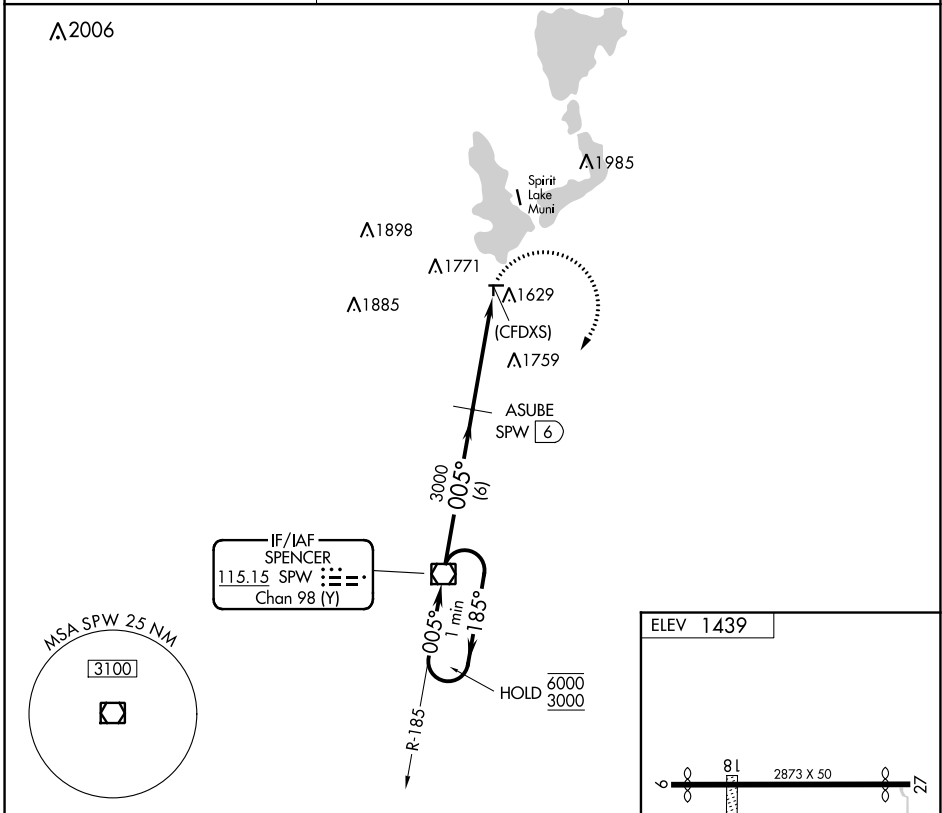 2006
1985
Spirit
Lake
Muni
1898
1771
1885
1629
(CFDXS)
1759
ASUBE
SPW 6
3000
005°
(6)
IF/IAF
SPENCER
115.15 SPW
Chan 98 (Y)
005°
1 min
185°
HOLD 6000
3000
R-185
MSA SPW 25 NM
3100
ELEV 1439
9
18
2873 X 50
27